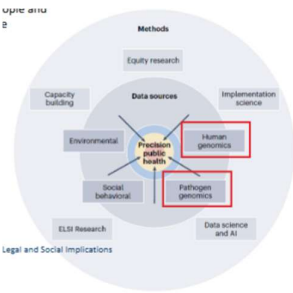 ople and
e
Methods
Equity research
Capacity
building
Data sources
Implementation
science
Environmental
Human
genomics
Precision
public
health
Social
behavioral
Pathogen
genomics
ELSI Research
Data science
and AI
Legal and Social Implications